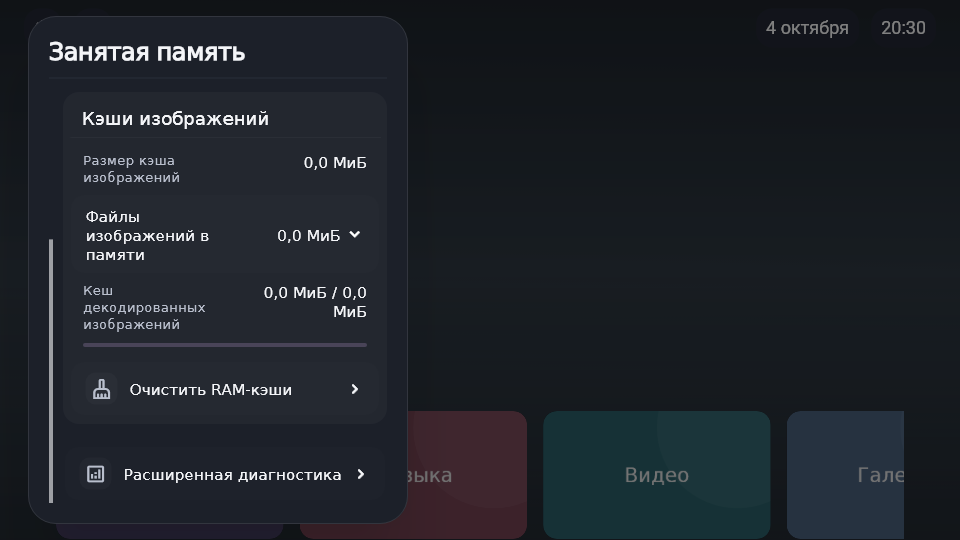 4 октября 20:30
Занятая память
Кэши изображений
Размер кэша
изображений
0,0 МиБ
Файлы
изображений в
памяти
0,0 МиБ
Кеш
декодированных
изображений
0,0 МиБ / 0,0
МиБ
Очистить RAM-кэши
Расширенная диагностика
зыка
Видео
Гале